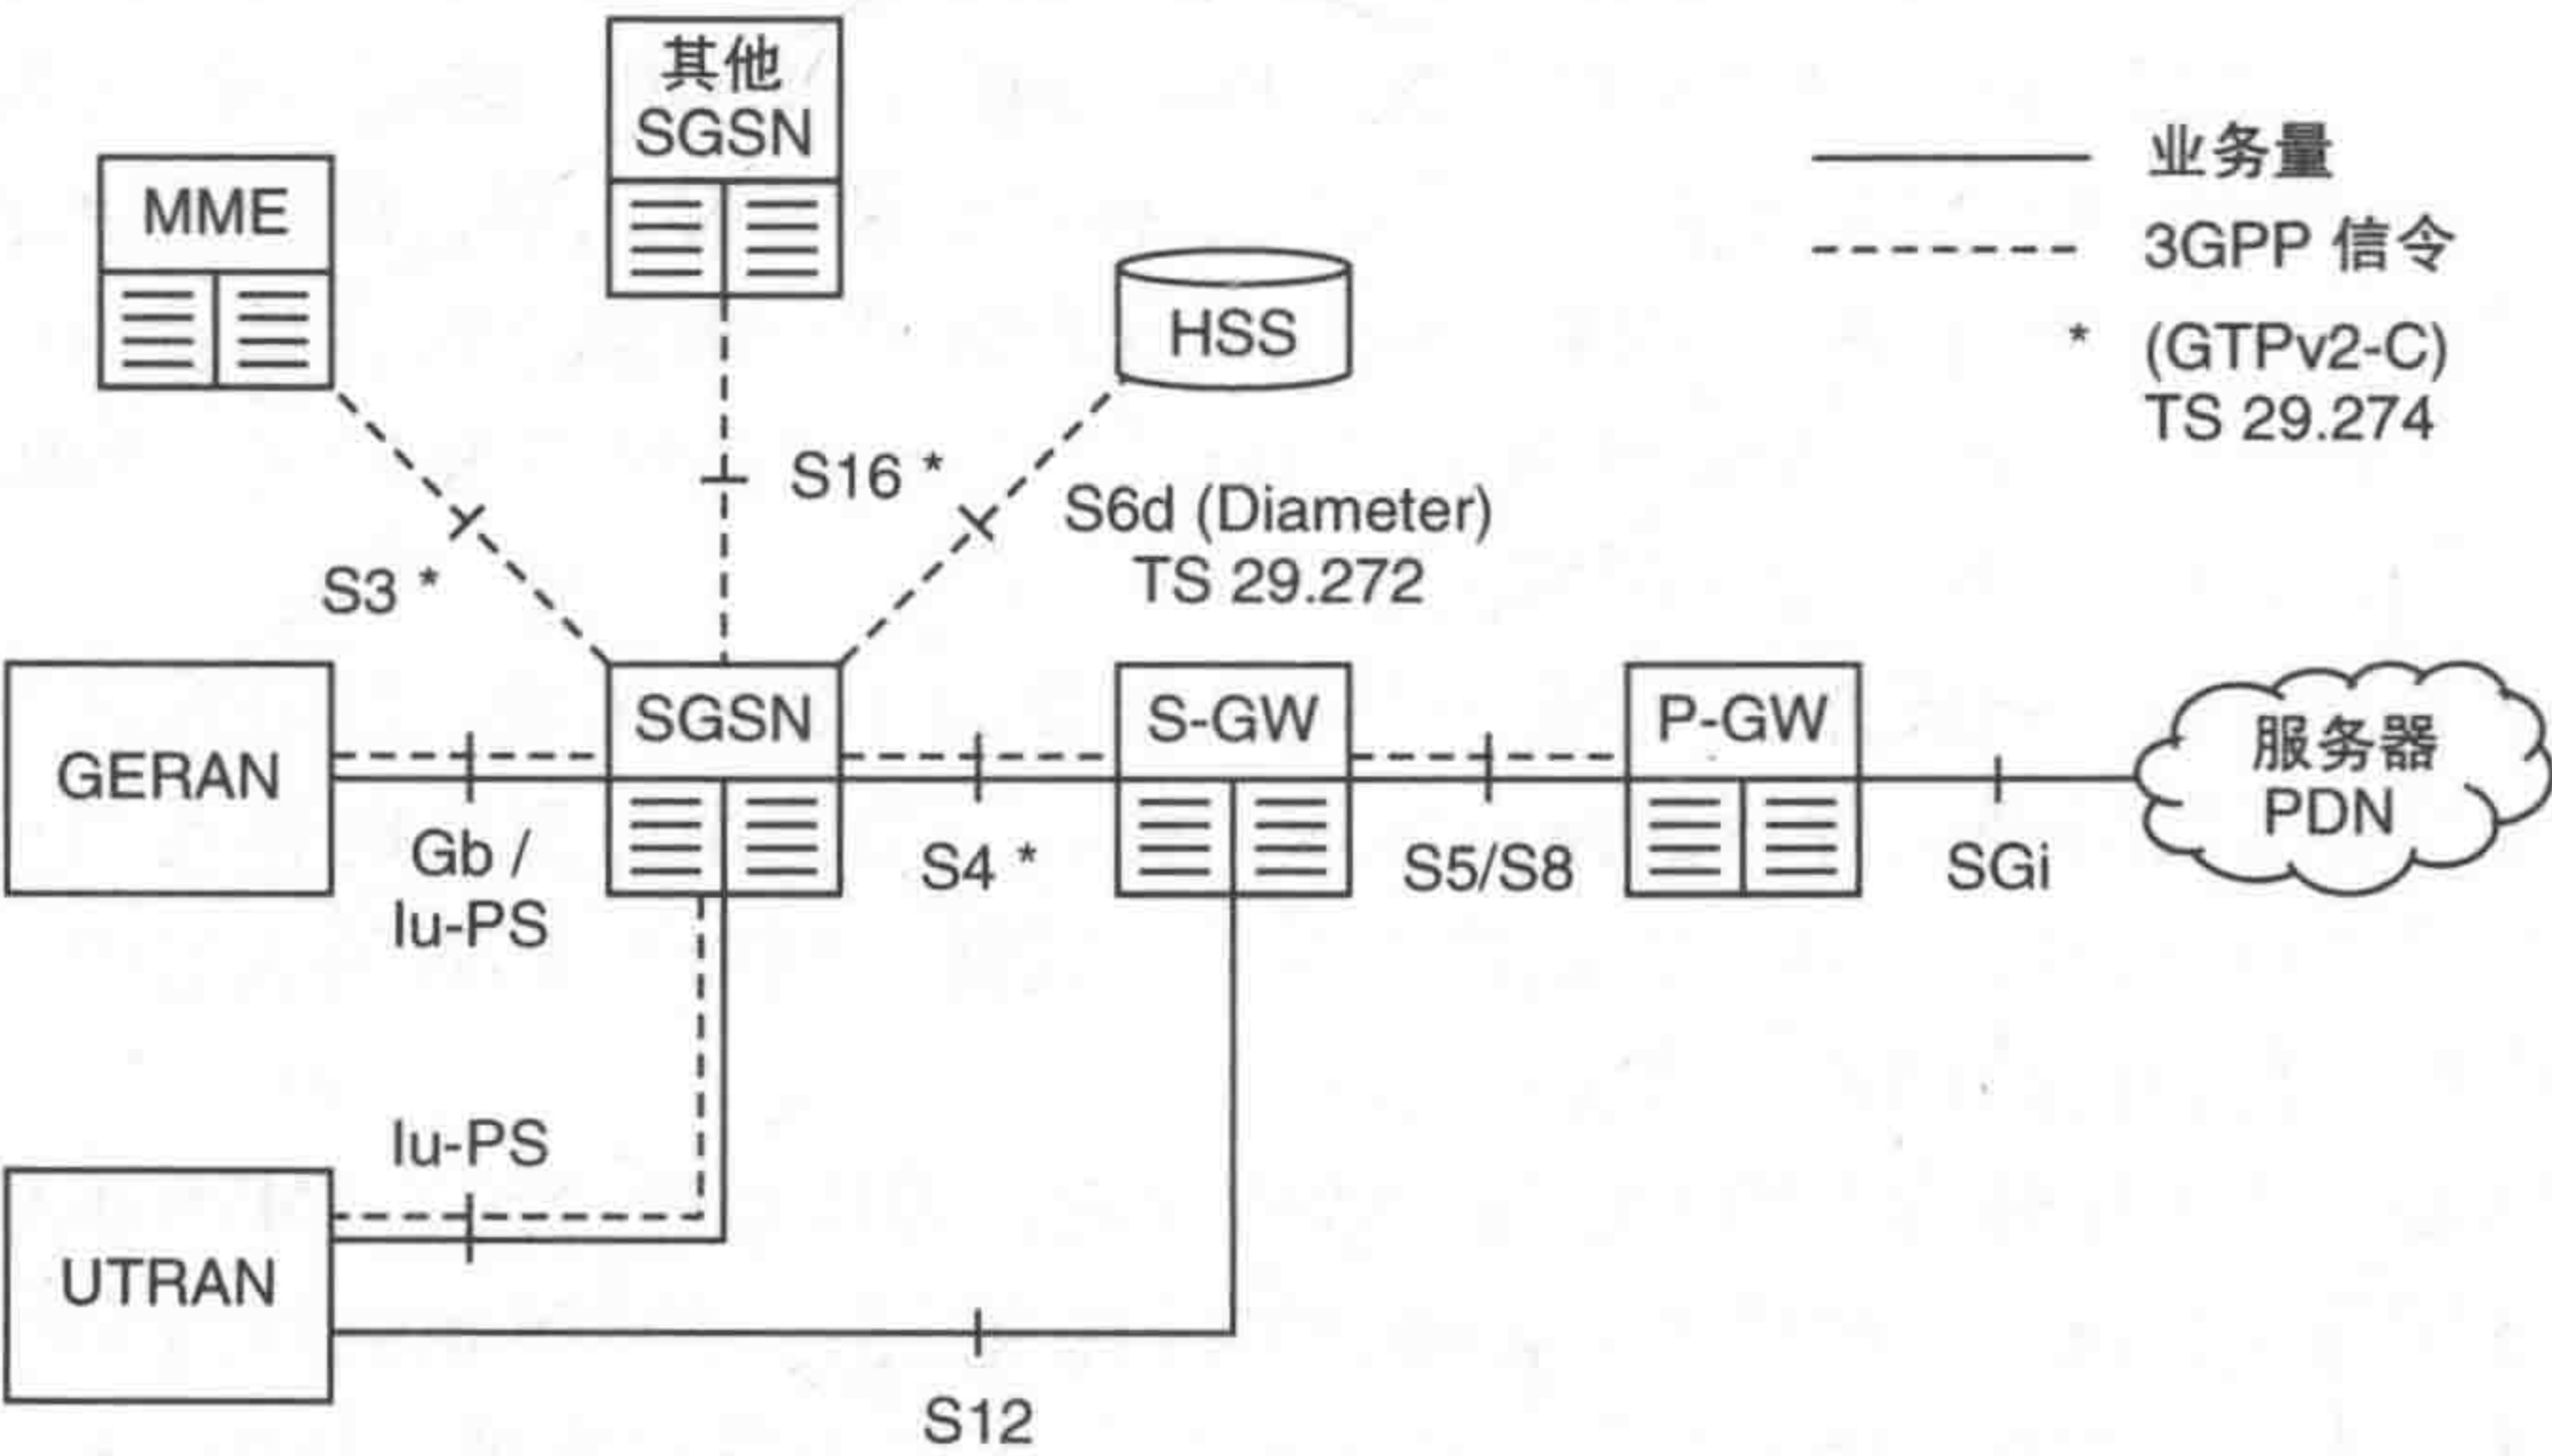 其他
SGSN
MME
业务量
3GPP 信令
* (GTPv2-C)
TS 29.274
HSS
S16 *
S6d (Diameter)
TS 29.272
S3 *
GERAN
SGSN
S-GW
P-GW
服务器
PDN
Gb /
Iu-PS
S4 *
S5/S8
SGi
Iu-PS
UTRAN
S12